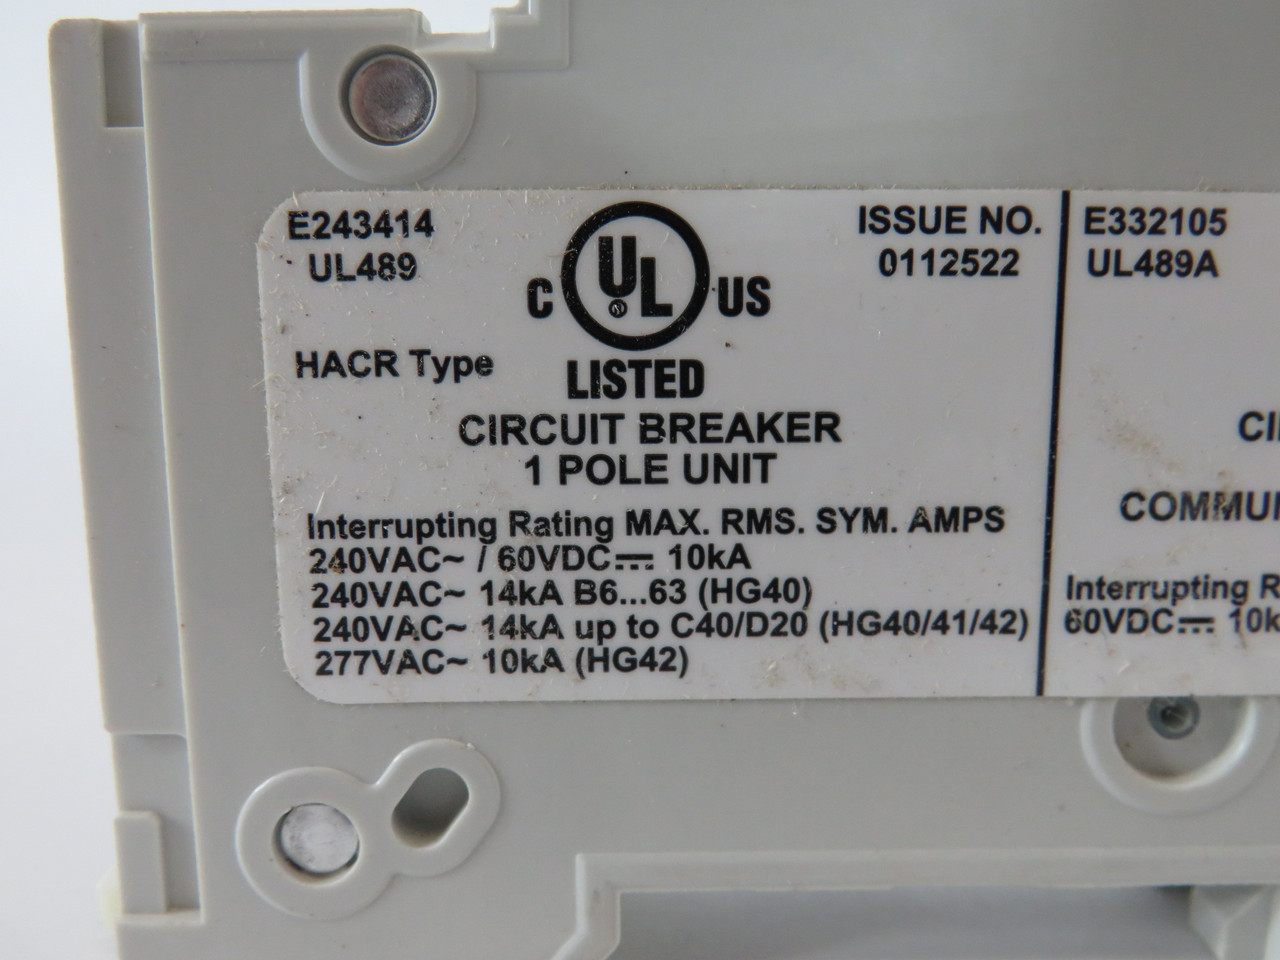 E243414
UL489
C UL US
LISTED
ISSUE NO.
0112522
HACR Type
CIRCUIT BREAKER
1 POLE UNIT
Interrupting Rating MAX. RMS. SYM. AMPS
240VAC~ / 60VDC⎓ 10kA
240VAC~ 14kA B6...63 (HG40)
240VAC~ 14kA up to C40/D20 (HG40/41/42)
277VAC~ 10kA (HG42)
E332105
UL489A
Interrupting
60VDC⎓